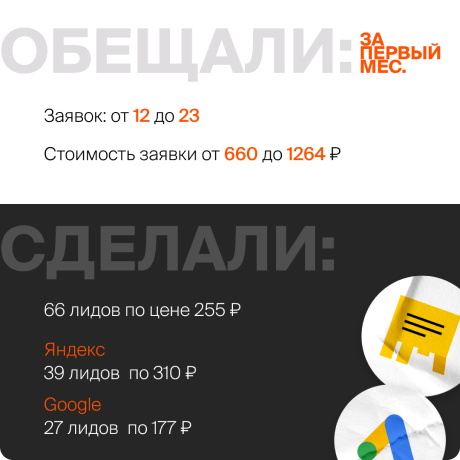 ОБЕЩАЛИ:
ЗА
ПЕРВЫЙ
МЕС.
Заявок: от 12 до 23
Стоимость заявки от 660 до 1264 ₽
СДЕЛАЛИ:
66 лидов по цене 255 ₽
Яндекс
39 лидов по 310 ₽
Google
27 лидов по 177 ₽